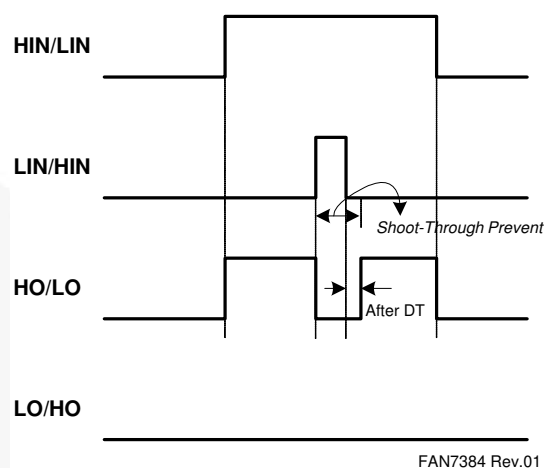 HIN/LIN
LIN/HIN
Shoot-Through Prevent
HO/LO
After DT
LO/HO
FAN7384 Rev.01